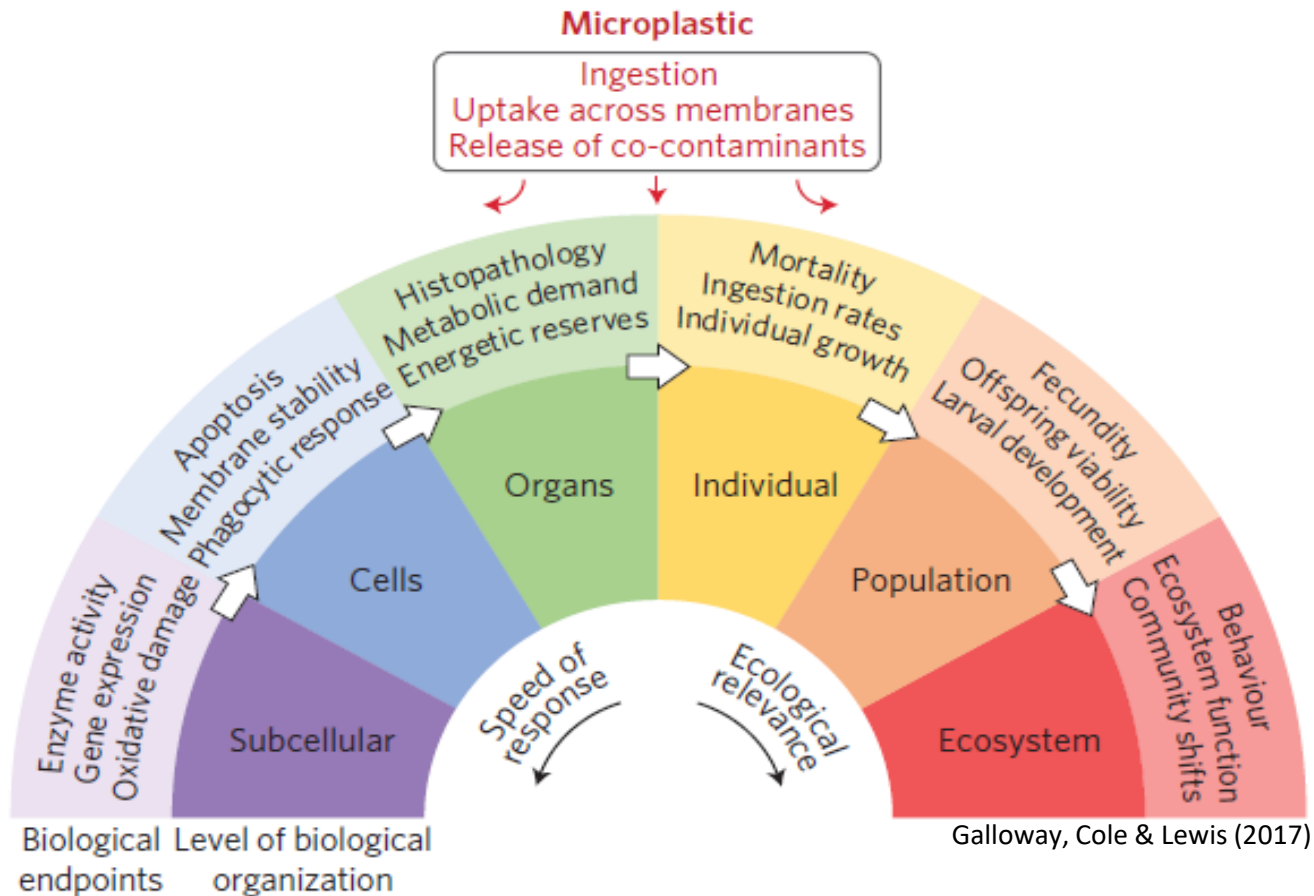 Microplastic
Ingestion
Uptake across membranes
Release of co-contaminants
Enzyme activity
Gene expression
Oxidative damage
Apoptosis
Membrane stability
Phagocytic response
Histopathology
Metabolic demand
Energetic reserves
Mortality
Ingestion rates
Individual growth
Fecundity
Offspring viability
Larval development
Behaviour
Ecosystem function
Community shifts
Subcellular
Cells
Organs
Individual
Population
Ecosystem
Speed of
response
Ecological
relevance
Biological
endpoints
Level of biological
organization
Galloway, Cole & Lewis (2017)